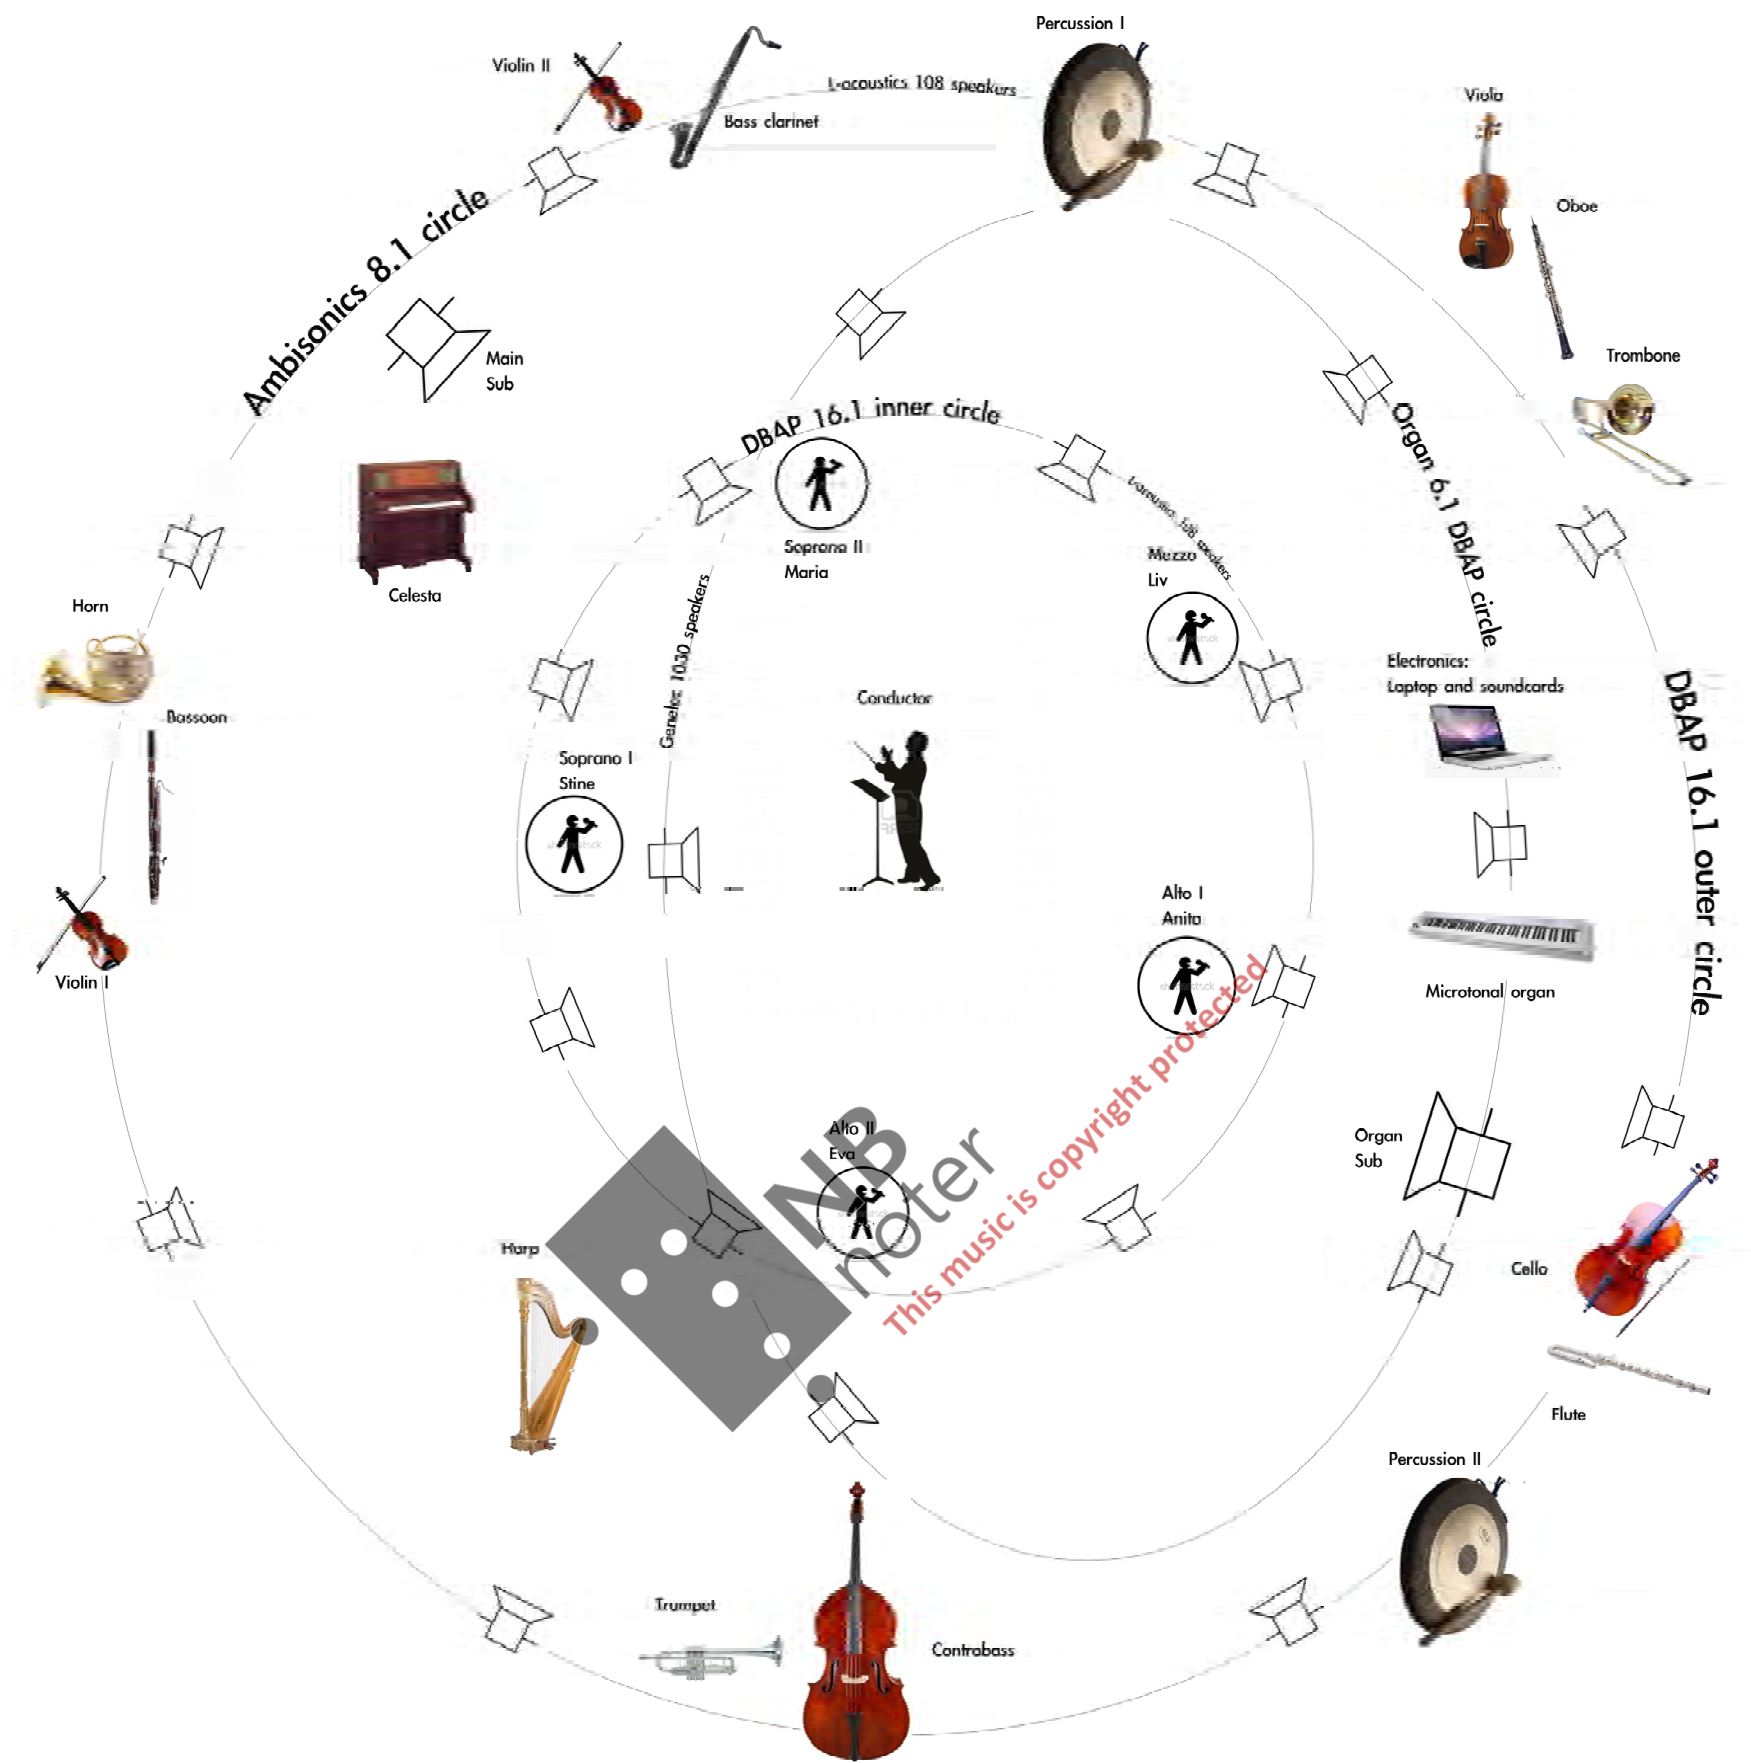 Percussion I
Violin II
L-acoustics 108 speakers
Viola
Bass clarinet
Ambisonics 8.1 circle
Oboe
Main
Sub
Trombone
DBAP 16.1 inner circle
Organ 6.1 DBAP circle
L-acoustics 108 speakers
Soprano II
Maria
Mezzo
Liv
Celesta
Horn
Genelec 1030 speakers
Electronics:
Laptop and soundcards
DBAP 16.1 outer circle
Conductor
Bassoon
Soprano I
Stine
Alto I
Anita
Violin I
Microtonal organ
Alto II
Eva
Organ
Sub
NB
noter
This music is copyright protected
Harp
Cello
Flute
Percussion II
Trumpet
Contrabass